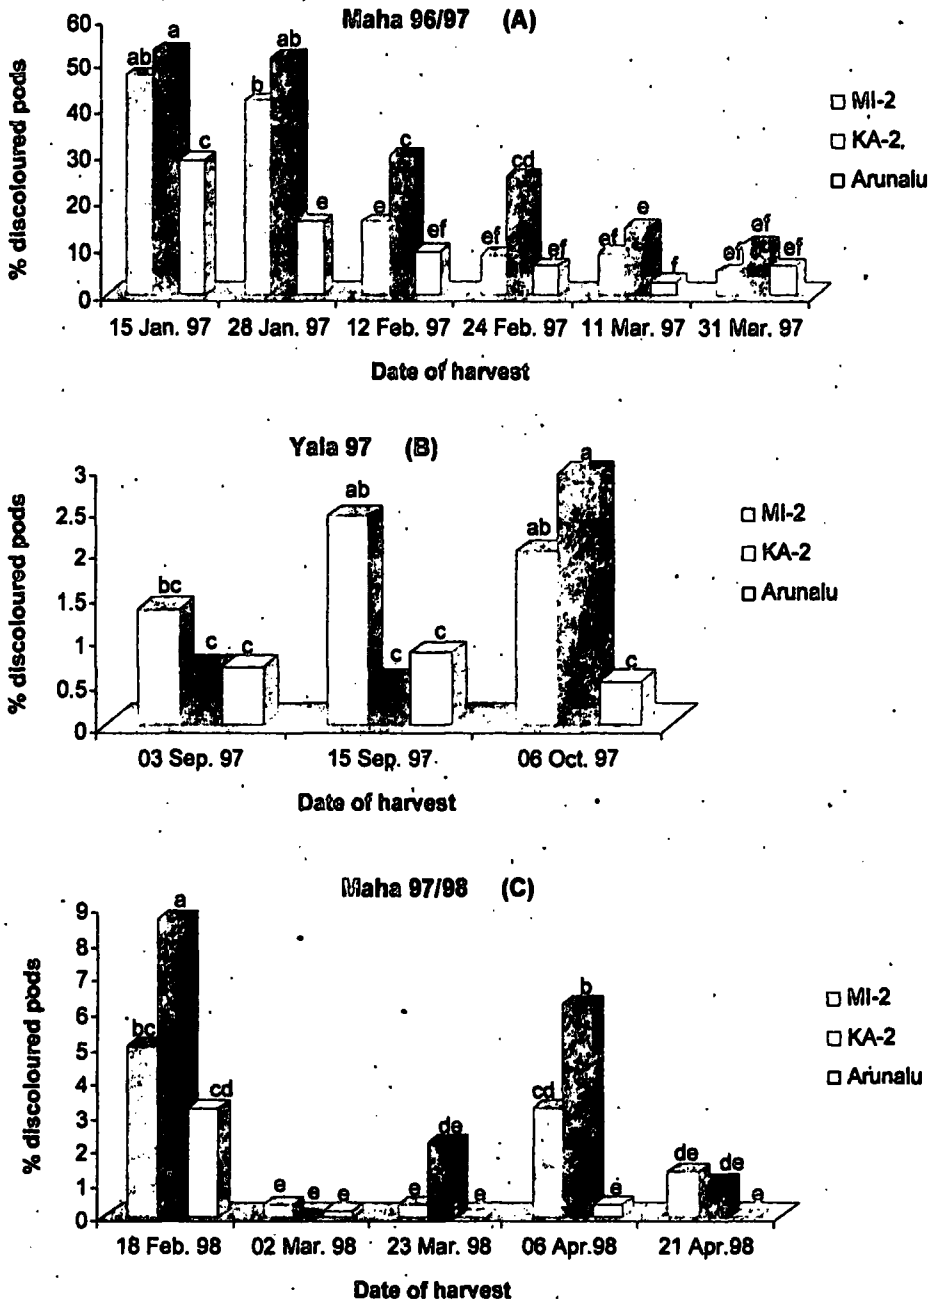 Maha 96/97 (A)
% discoloured pods
60
50
40
30
20
10
0
ab a c
b ab e
e c ef
ef cd ef
ef e f
ef ef ef
15 Jan. 97 28 Jan. 97 12 Feb. 97 24 Feb. 97 11 Mar. 97 31 Mar. 97
Date of harvest
MI-2
KA-2.
Arunalu
Yala 97 (B)
% discoloured pods
3
2.5
2
1.5
1
0.5
0
bc c c
ab c c
ab a c
03 Sep. 97 15 Sep. 97 06 Oct. 97
Date of harvest
MI-2
KA-2
Arunalu
Maha 97/98 (C)
% discoloured pods
9
8
7
6
5
4
3
2
1
0
bc a cd
e e e
e de e
cd b e
de de e
18 Feb. 98 02 Mar. 98 23 Mar. 98 06 Apr.98 21 Apr.98
Date of harvest
MI-2
KA-2
Arunalu